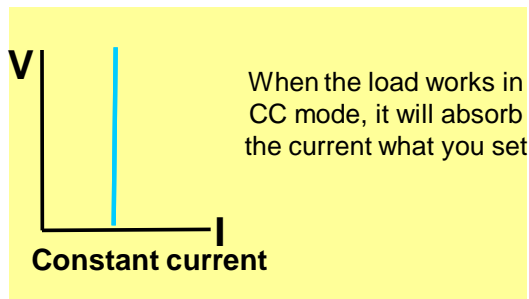 V
When the load works in
CC mode, it will absorb
the current what you set
I
Constant current